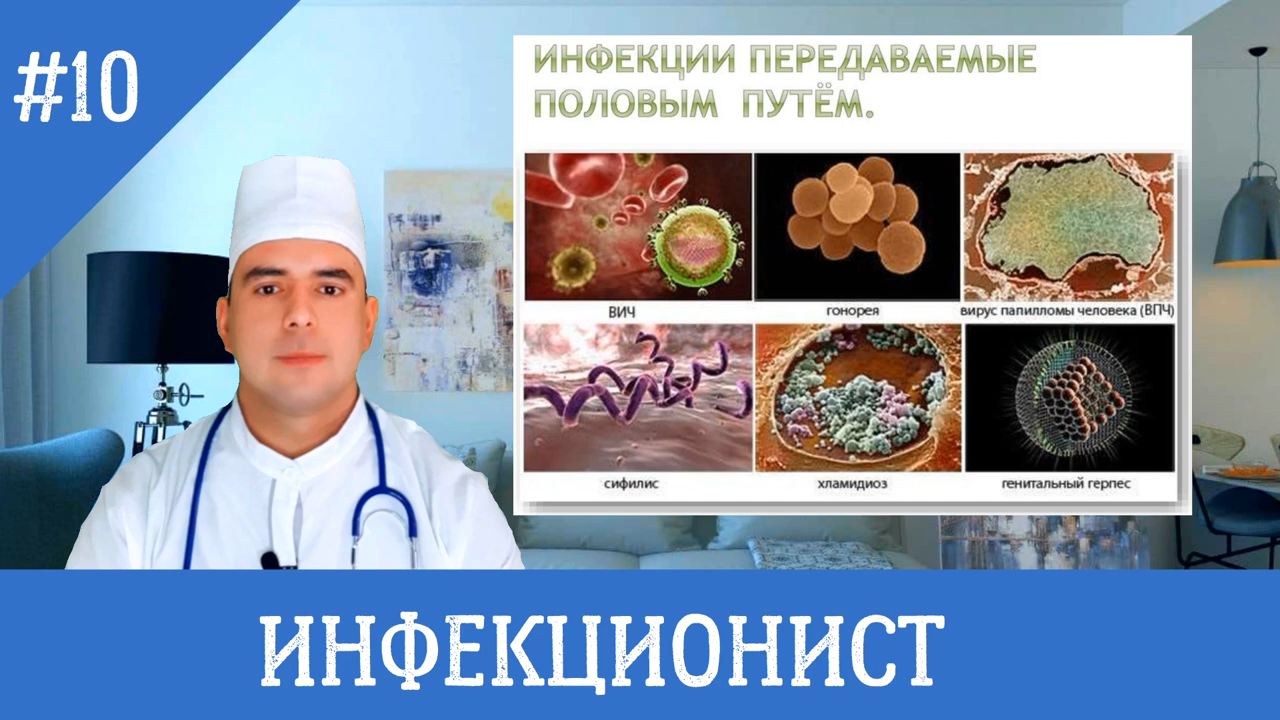 #10
ИНФЕКЦИИ ПЕРЕДАВАЕМЫЕ
ПОЛОВЫМ ПУТЁМ.
ВИЧ
гонорея
вирус папилломы человека (ВПЧ)
сифилис
хламидиоз
генитальный герпес
ИНФЕКЦИОНИСТ